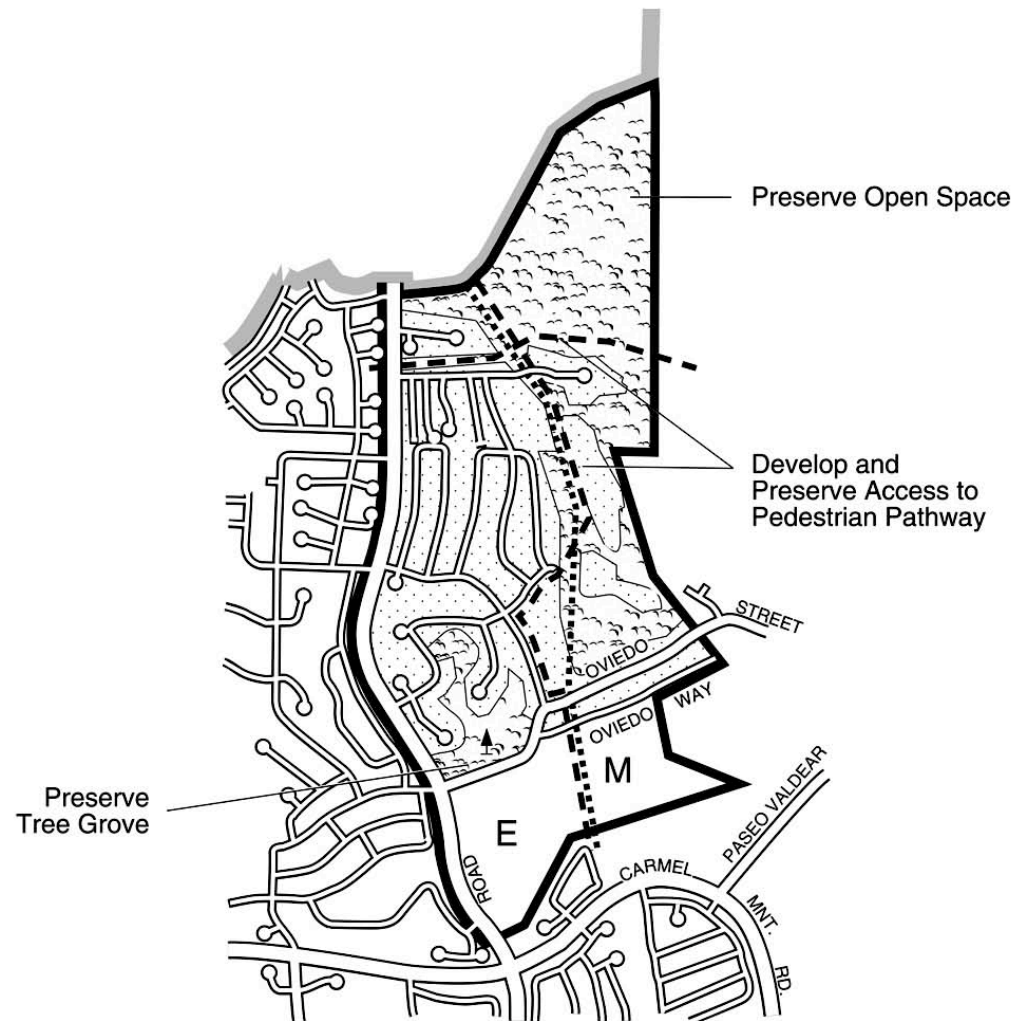 Preserve Open Space
Develop and
Preserve Access to
Pedestrian Pathway
STREET
OVIEDO
WAY
OVIEDO
M
Preserve
Tree Grove
E
PASEO VALDEAR
ROAD
CARMEL
MNT.
RD.